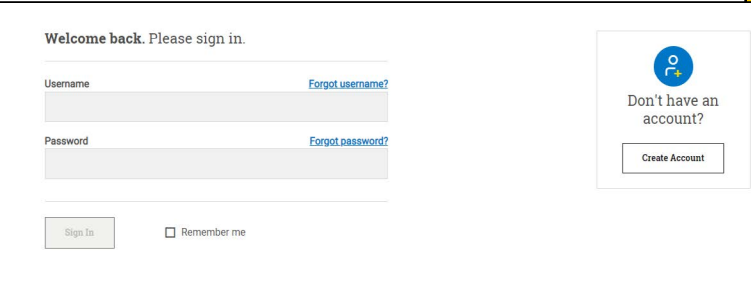 Welcome back. Please sign in.
Username
Forgot username?
Password
Forgot password?
Sign In
Remember me
Don't have an
account?
Create Account